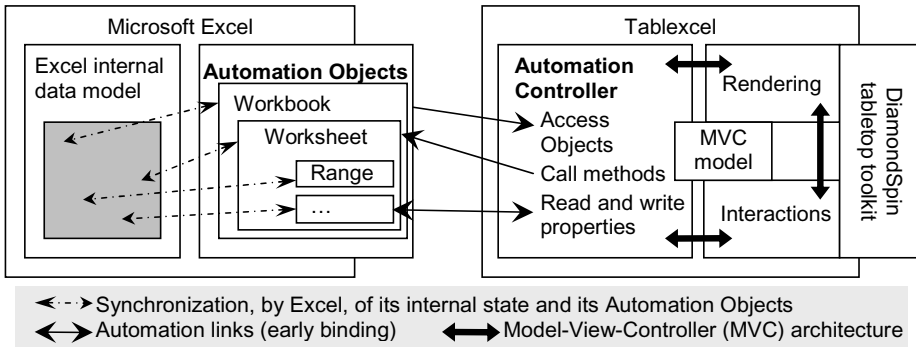 Microsoft Excel
Tablexcel
Excel internal
data model
Automation Objects
Workbook
Worksheet
Range
...
Automation
Controller
Access
Objects
Call methods
Read and write
properties
Rendering
MVC
model
Interactions
DiamondSpin
tabletop toolkit
Synchronization, by Excel, of its internal state and its Automation Objects
Automation links (early binding)
Model-View-Controller (MVC) architecture